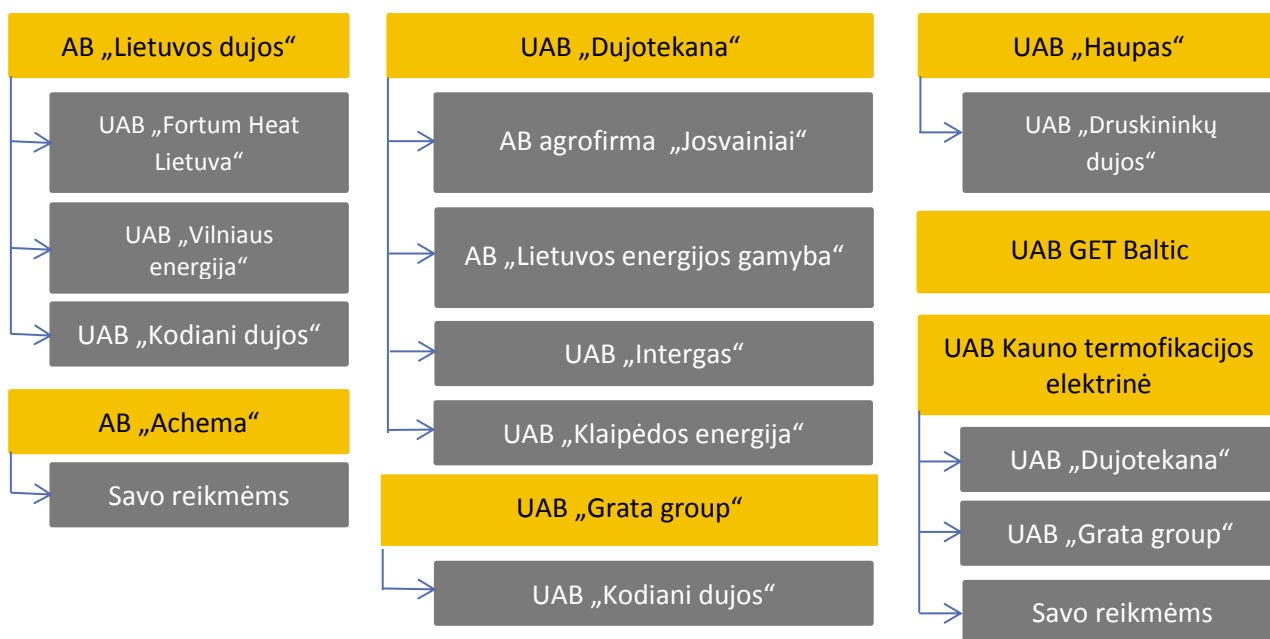 AB „Lietuvos dujos“
UAB „Fortum Heat
Lietuva“
UAB „Vilniaus
energija“
UAB „Kodiani dujos“
AB „Achema“
Savo reikmėms
UAB „Dujotekana“
AB agrofirma „Josvainiai“
AB „Lietuvos energijos gamyba“
UAB „Intergas“
UAB „Klaipėdos energija“
UAB „Grata group“
UAB „Kodiani dujos“
UAB „Haupas“
UAB „Druskininkų
dujos“
UAB GET Baltic
UAB Kauno termofikacijos
elektrinė
UAB „Dujotekana“
UAB „Grata group“
Savo reikmėms